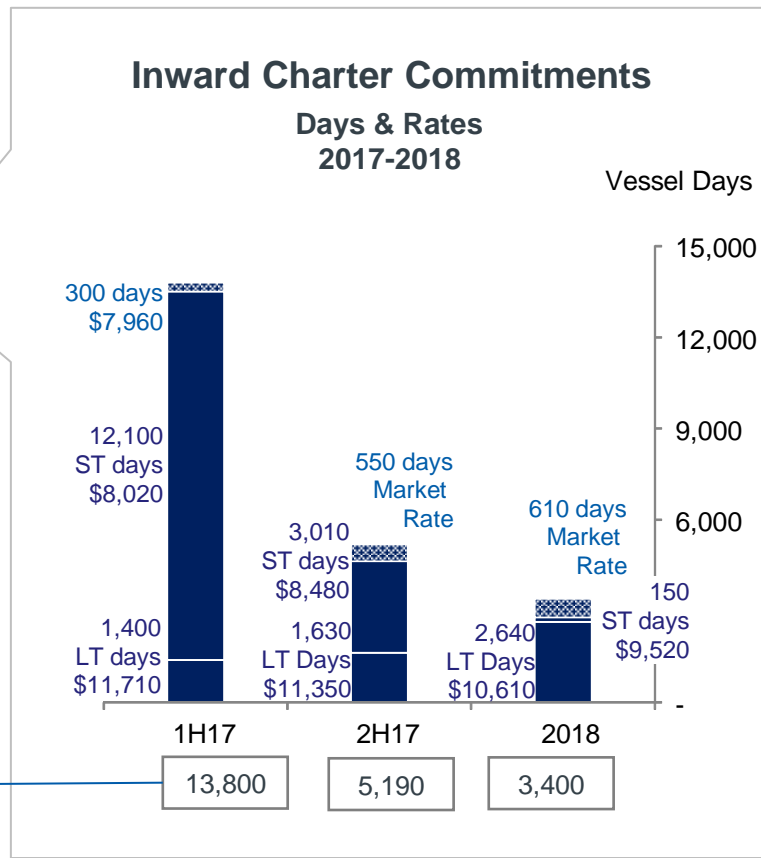 Inward Charter Commitments
Days & Rates
2017-2018
Vessel Days
15,000
12,000
9,000
6,000
-
300 days
$7,960
12,100
ST days
$8,020
1,400
LT days
$11,710
550 days
Market
Rate
3,010
ST days
$8,480
1,630
LT Days
$11,350
610 days
Market
Rate
150
ST days
$9,520
2,640
LT Days
$10,610
1H17
2H17
2018
13,800
5,190
3,400